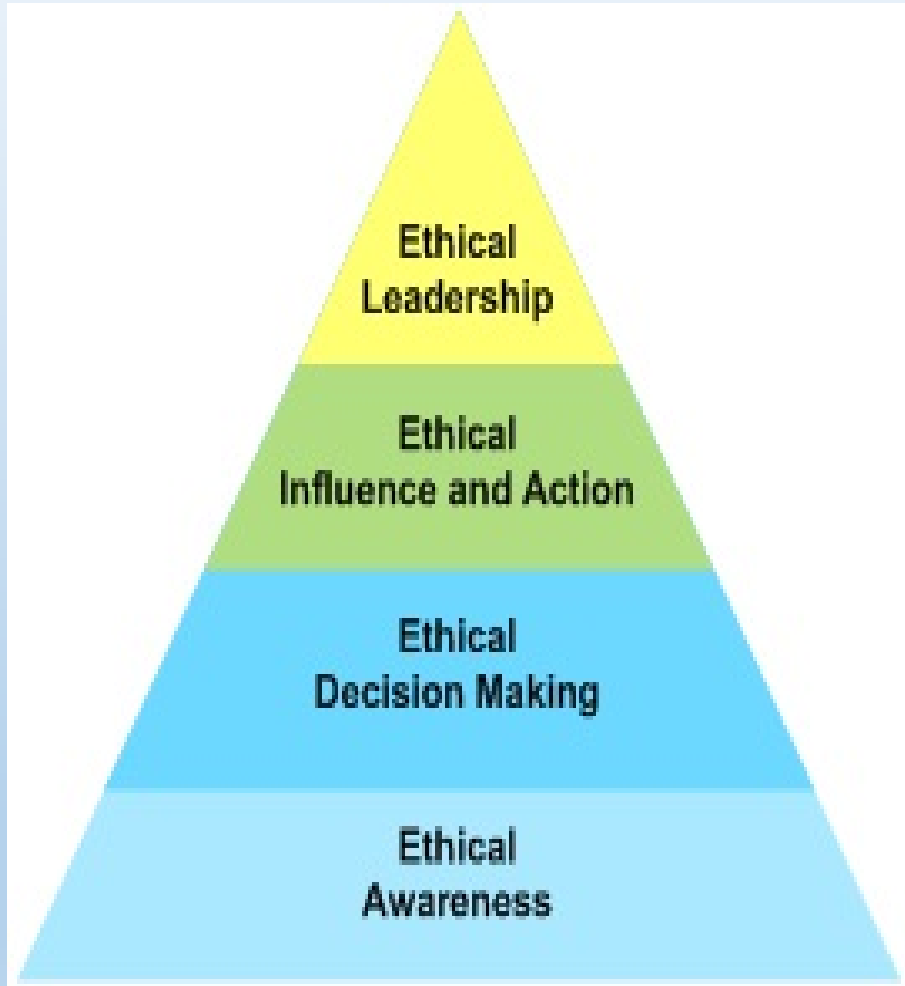 Ethical
Leadership
Ethical
Influence and Action
Ethical
Decision Making
Ethical
Awareness